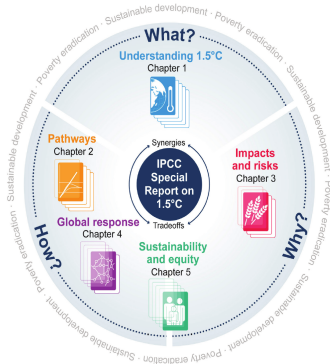 Poverty eradication · Sustainable development · Poverty eradication · Sustainable development · Poverty eradication · Sustainable development · Poverty eradication · Sustainable development · Poverty eradication · Sustainable development
What?
Understanding 1.5°C
Chapter 1
Pathways
Chapter 2
Synergies
IPCC
Special
Report on
1.5°C
Tradeoffs
Impacts
and risks
Chapter 3
Global response
Chapter 4
How?
Why?
Sustainability
and equity
Chapter 5